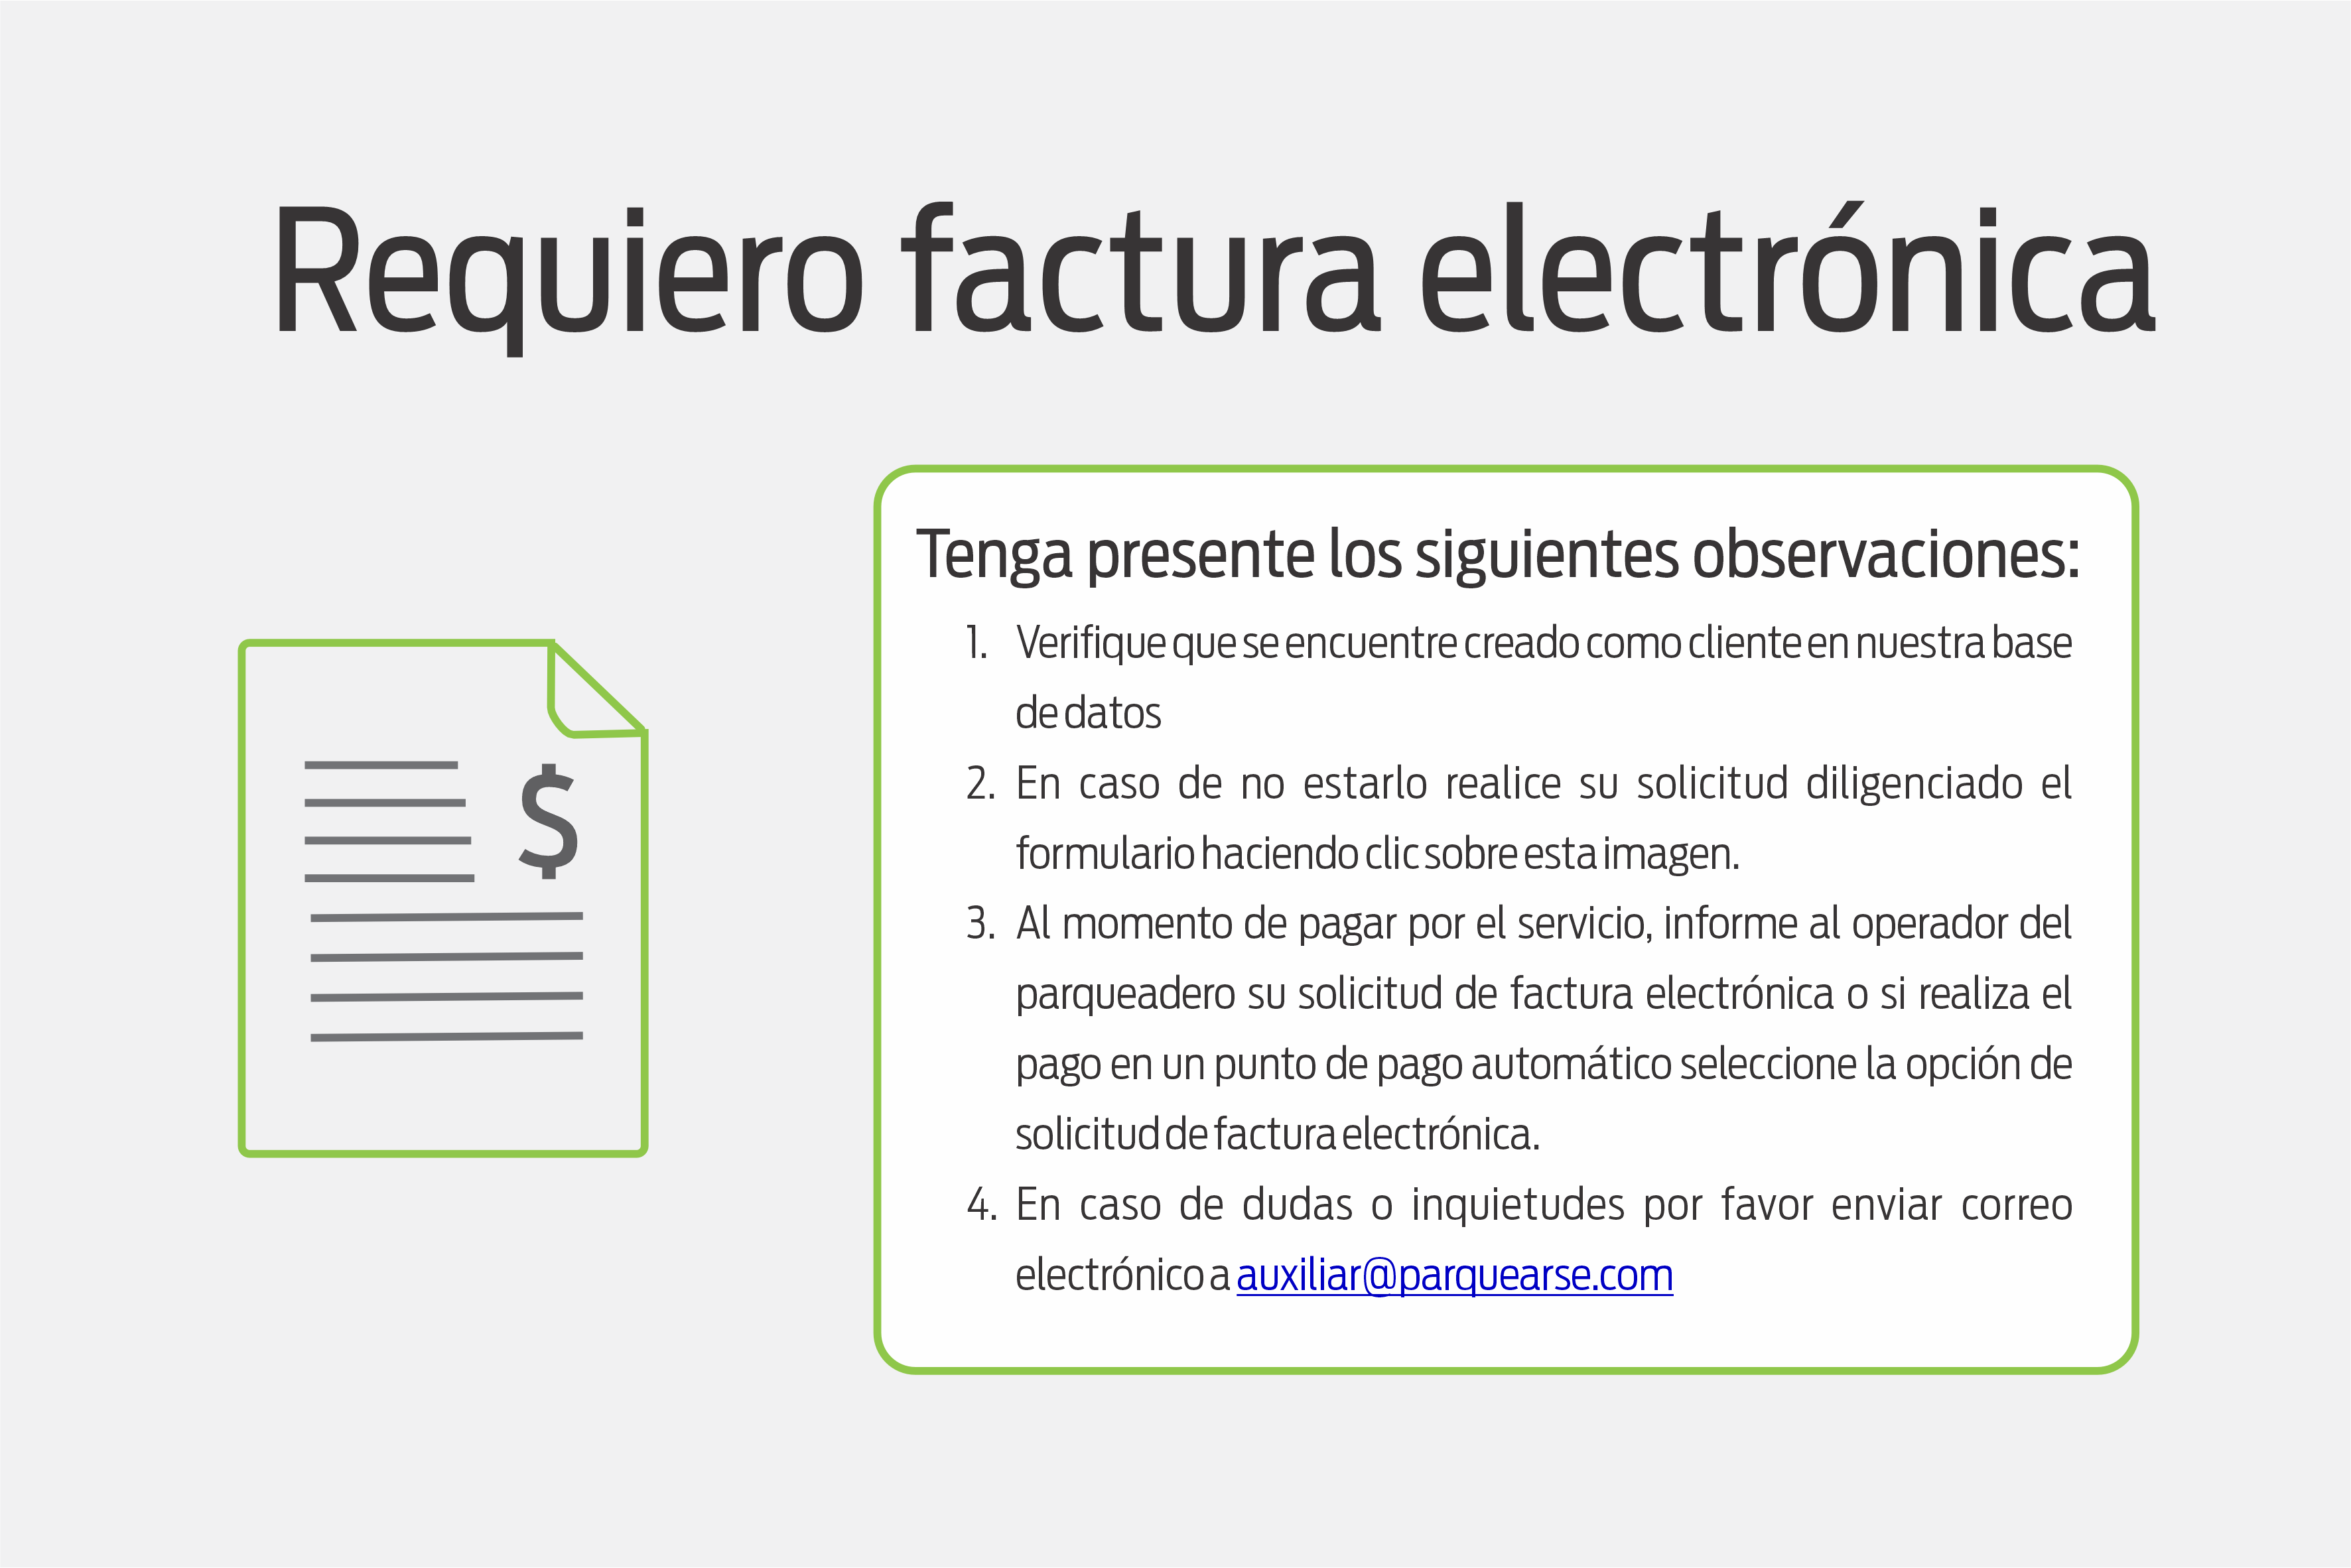 Requiero factura electrónica
$
Tenga presente los siguientes observaciones:
1. Verifique que se encuentre creado como cliente en nuestra base
de datos
2. En caso de no estarlo realice su solicitud diligenciado el
formulario haciendo clic sobre esta imagen.
3. Al momento de pagar por el servicio, informe al operador del
parqueadero su solicitud de factura electrónica o si realiza el
pago en un punto de pago automático seleccione la opción de
solicitud de factura electrónica.
4. En caso de dudas o inquietudes por favor enviar correo
electrónico a auxiliar@parquearse.com